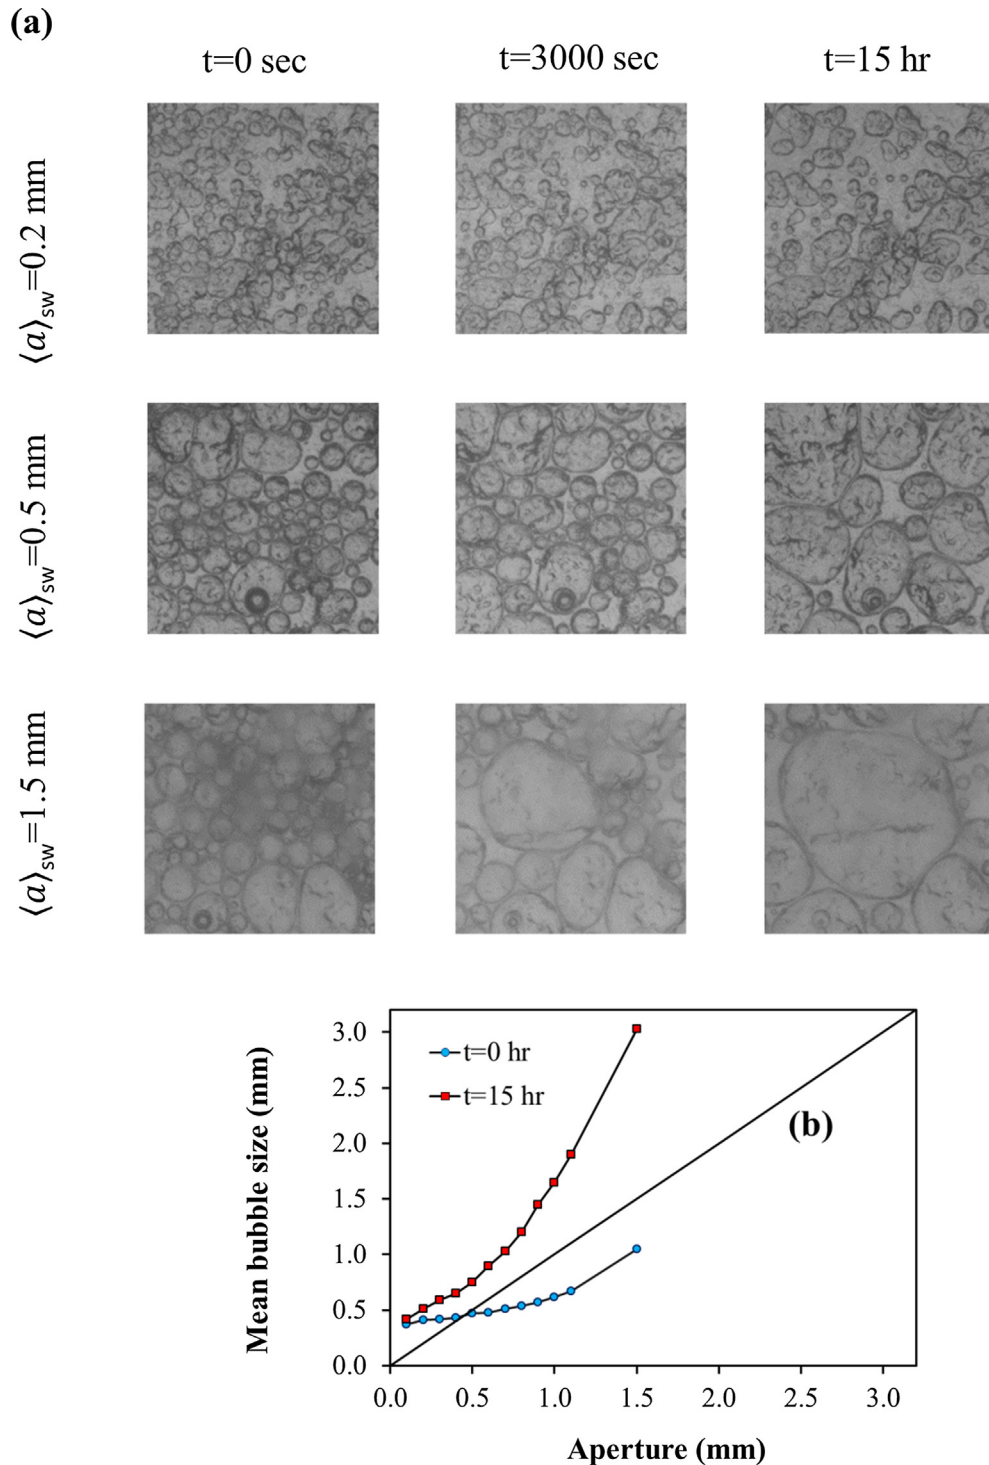 (a)
t=0 sec
t=3000 sec
t=15 hr
⟨a⟩sw=0.2 mm
⟨a⟩sw=0.5 mm
⟨a⟩sw=1.5 mm
3.0
2.5
2.0
1.5
1.0
0.5
0.0
Mean bubble size (mm)
t=0 hr
t=15 hr
(b)
0.0 0.5 1.0 1.5 2.0 2.5 3.0
Aperture (mm)